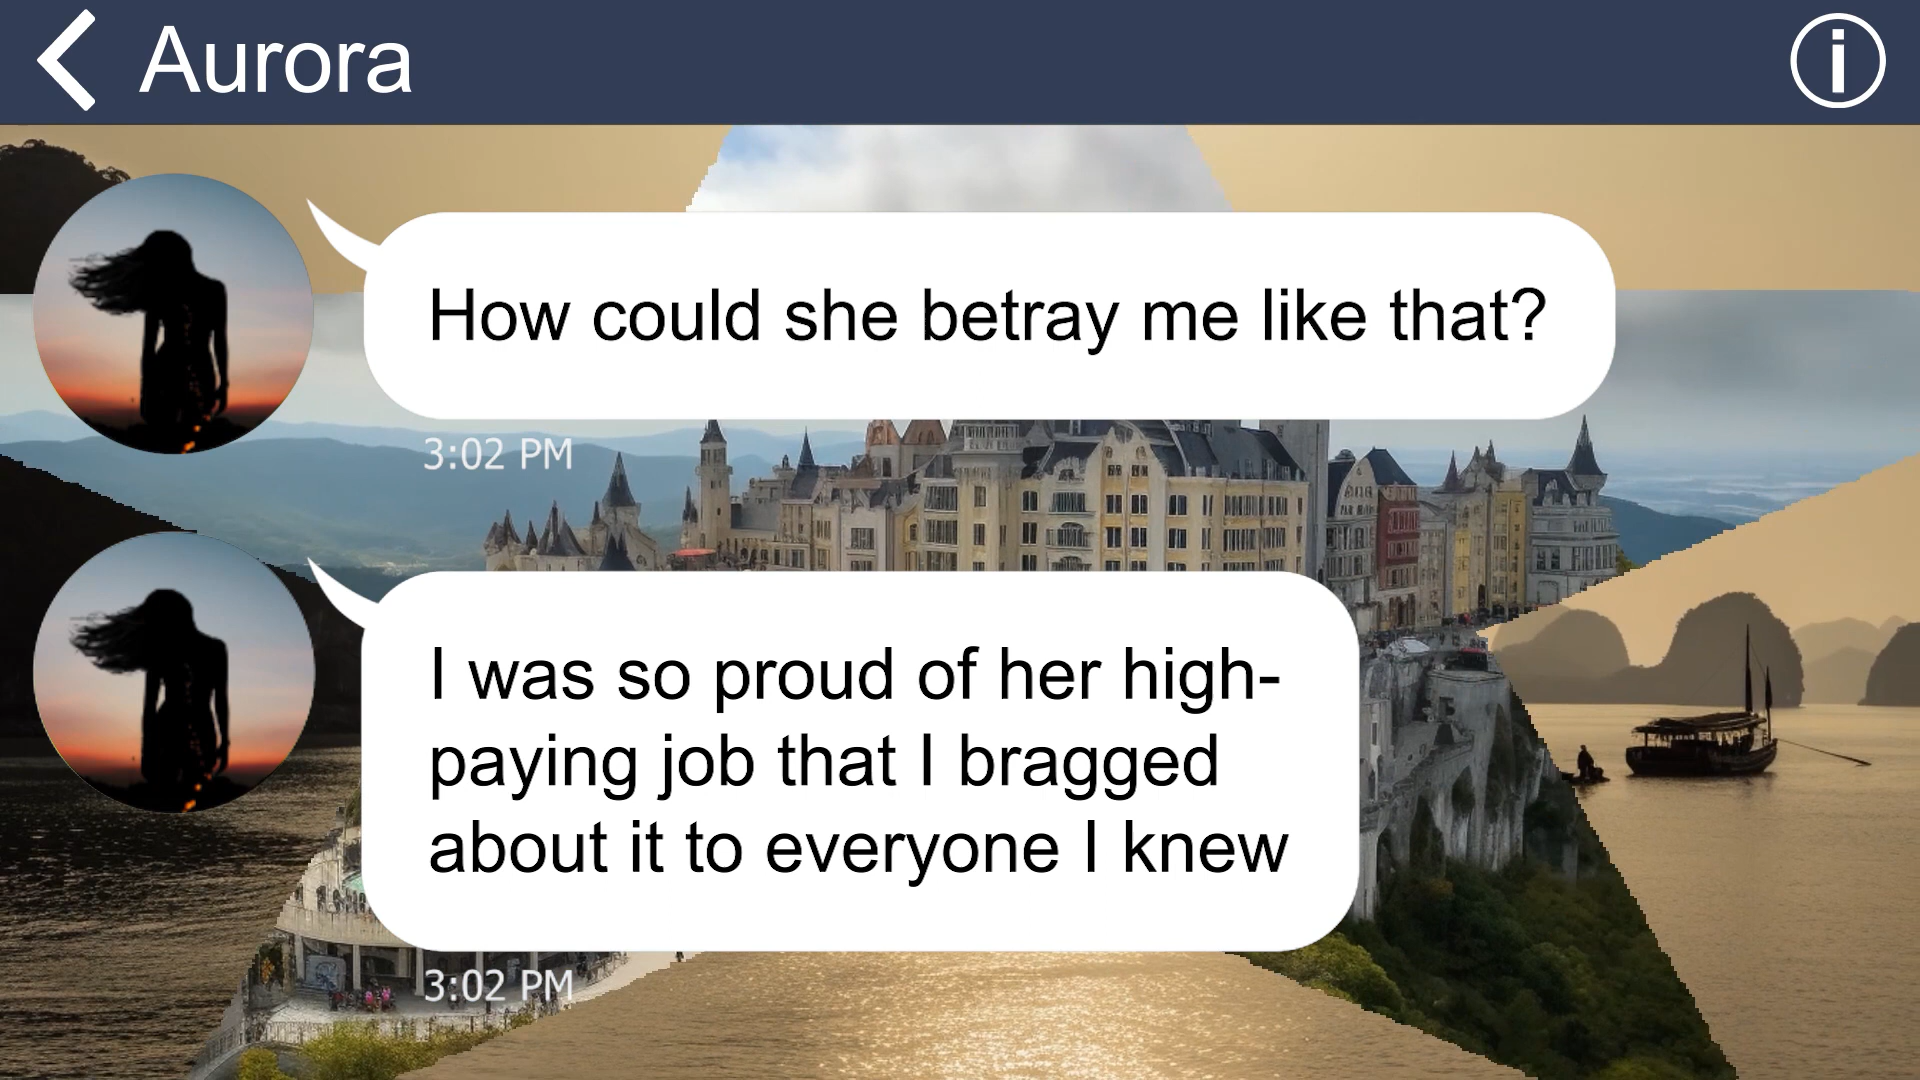 Aurora
How could she betray me like that?
3:02 PM
I was so proud of her high-
paying job that I bragged
about it to everyone I knew
3:02 PM